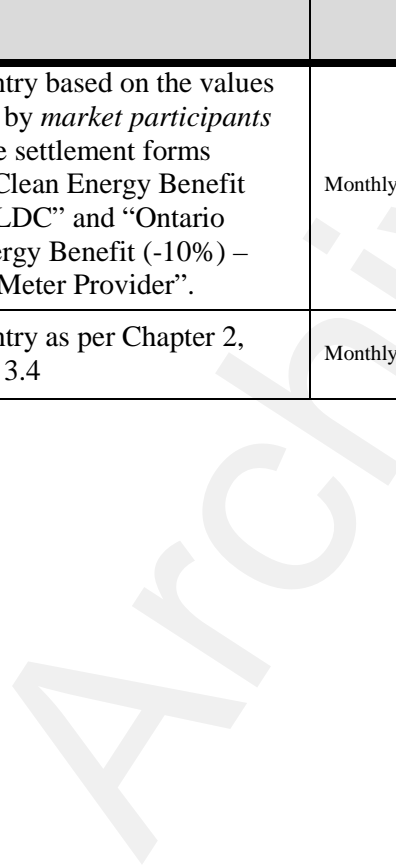 ntry based on the values
by market participants
e settlement forms
Clean Energy Benefit
LDC” and “Ontario
ergy Benefit (-10%) –
Meter Provider”.
Monthly
ntry as per Chapter 2,
3.4
Monthly
Archi